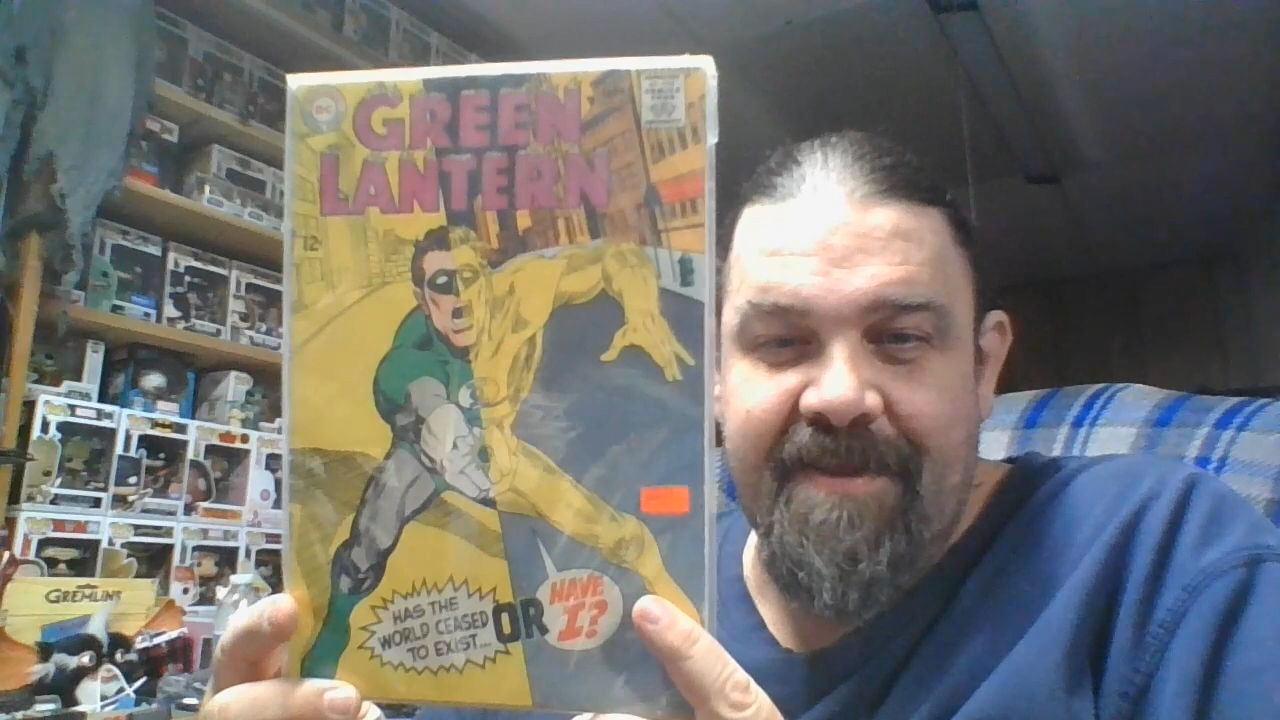 DC
GREEN
LANTERN
12¢
HAS THE
WORLD CEASED
TO EXIST...
OR
HAVE
I?
GREMLINS